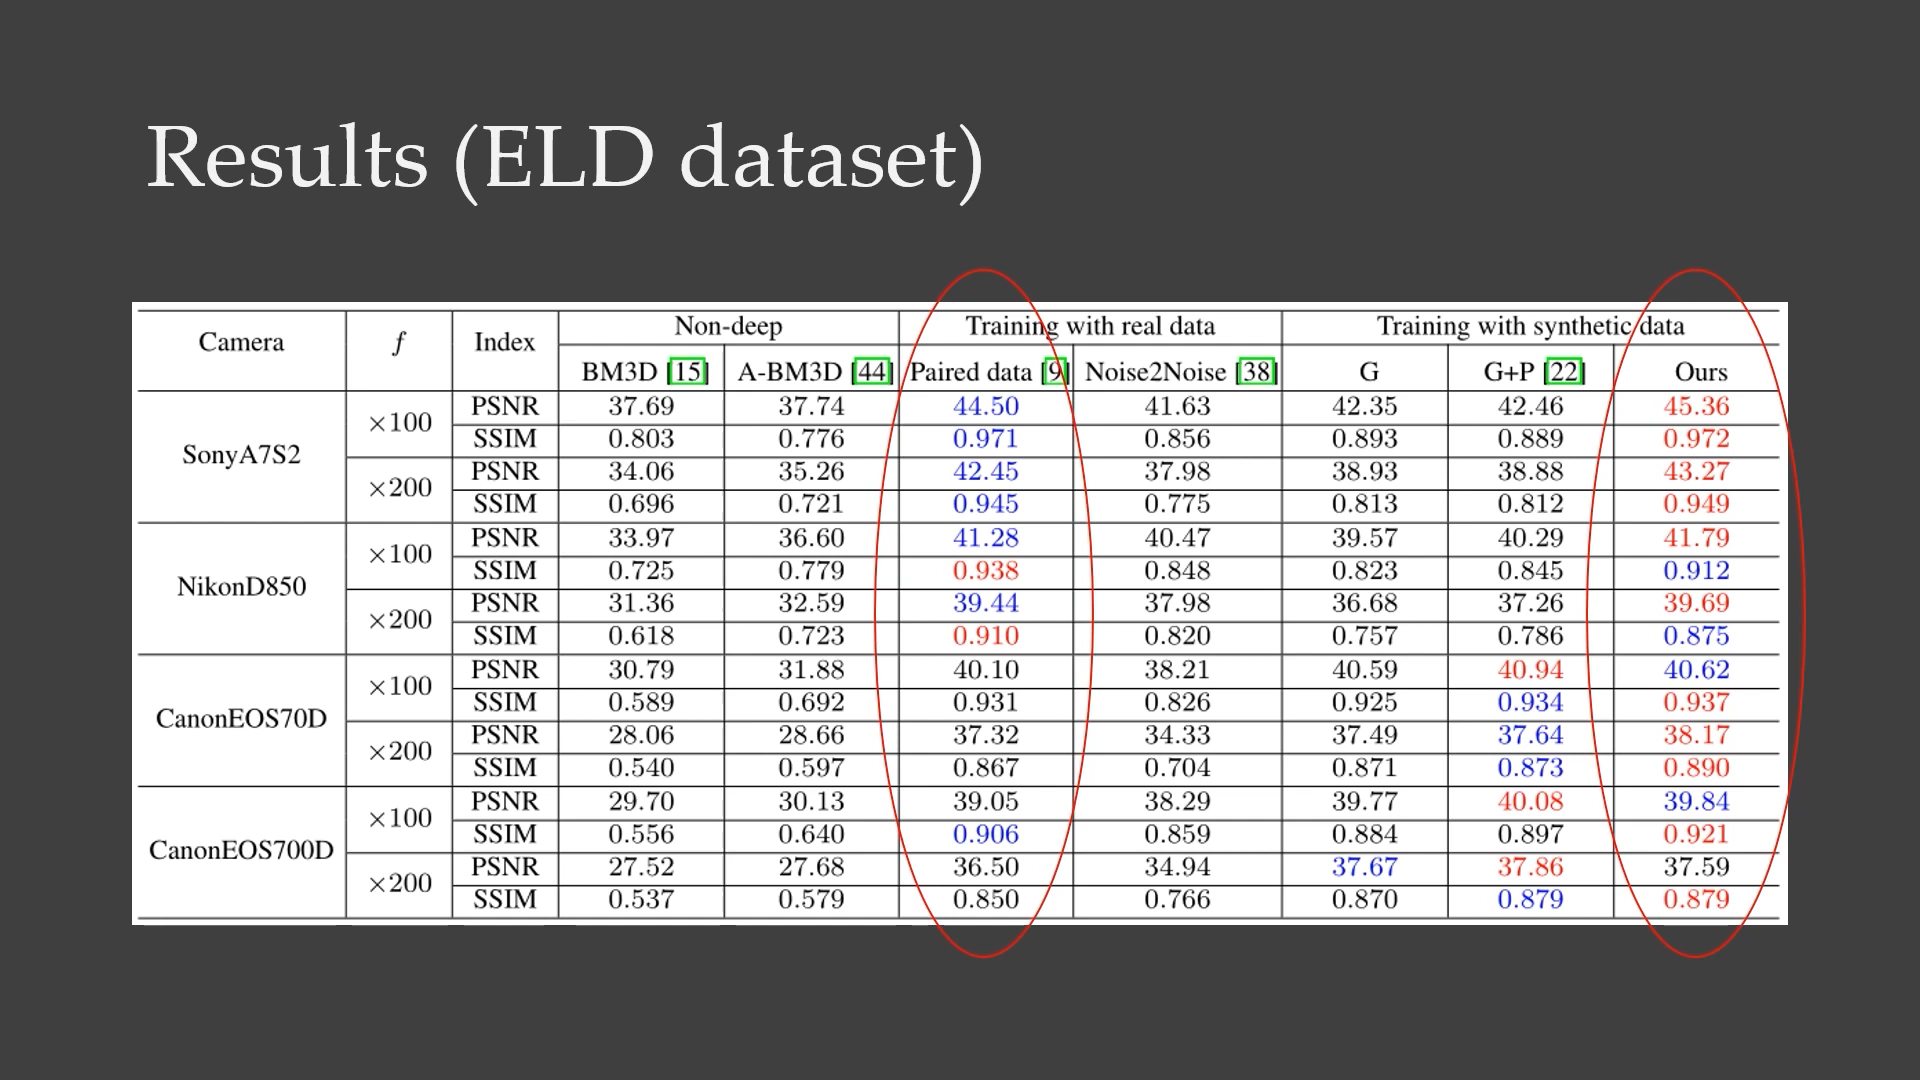 Results (ELD dataset)
Camera f Index Non-deep Training with real data Training with synthetic data
BM3D [15] A-BM3D [44] Paired data [9] Noise2Noise [38] G G+P [22] Ours
SonyA7S2 ×100 PSNR 37.69 37.74 44.50 41.63 42.35 42.46 45.36
SSIM 0.803 0.776 0.971 0.856 0.893 0.889 0.972
×200 PSNR 34.06 35.26 42.45 37.98 38.93 38.88 43.27
SSIM 0.696 0.721 0.945 0.775 0.813 0.812 0.949
NikonD850 ×100 PSNR 33.97 36.60 41.28 40.47 39.57 40.29 41.79
SSIM 0.725 0.779 0.938 0.848 0.823 0.845 0.912
×200 PSNR 31.36 32.59 39.44 37.98 36.68 37.26 39.69
SSIM 0.618 0.723 0.910 0.820 0.757 0.786 0.875
CanonEOS70D ×100 PSNR 30.79 31.88 40.10 38.21 40.59 40.94 40.62
SSIM 0.589 0.692 0.931 0.826 0.925 0.934 0.937
×200 PSNR 28.06 28.66 37.32 34.33 37.49 37.64 38.17
SSIM 0.540 0.597 0.867 0.704 0.871 0.873 0.890
CanonEOS700D ×100 PSNR 29.70 30.13 39.05 38.29 39.77 40.08 39.84
SSIM 0.556 0.640 0.906 0.859 0.884 0.897 0.921
×200 PSNR 27.52 27.68 36.50 34.94 37.67 37.86 37.59
SSIM 0.537 0.579 0.850 0.766 0.870 0.879 0.879